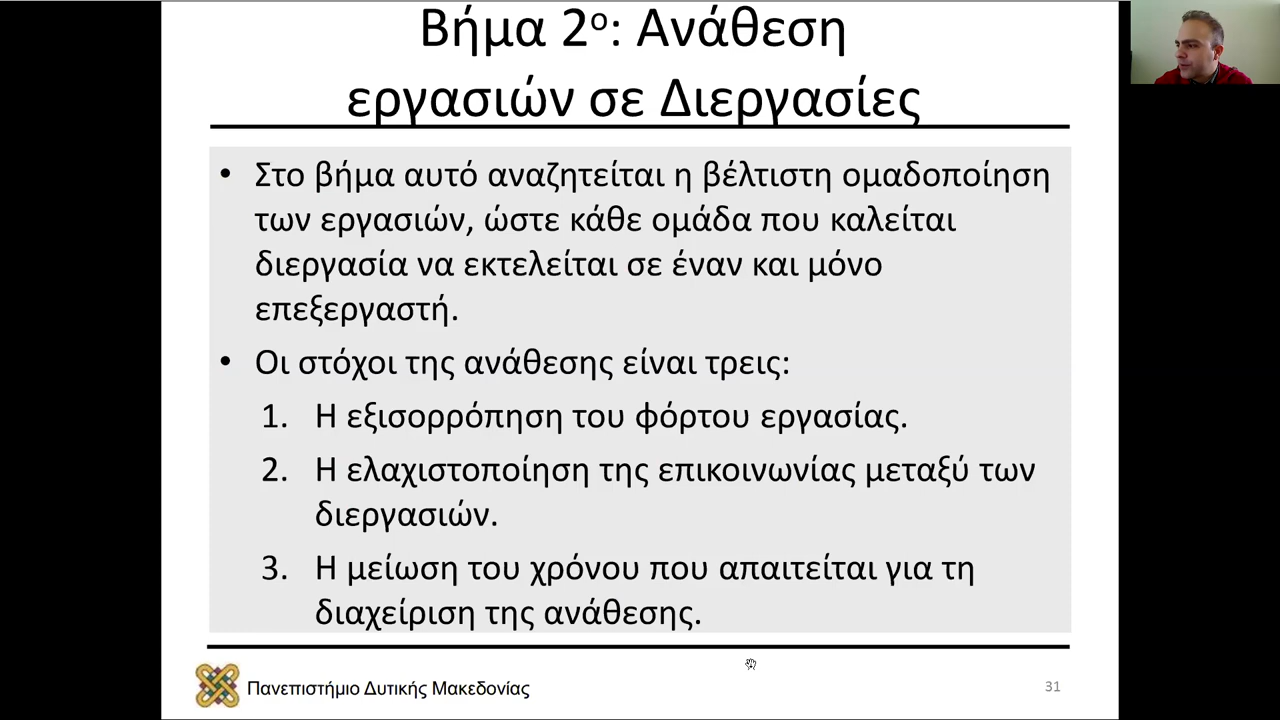 Βήμα 2ο: Ανάθεση
εργασιών σε Διεργασίες
• Στο βήμα αυτό αναζητείται η βέλτιστη ομαδοποίηση
των εργασιών, ώστε κάθε ομάδα που καλείται
διεργασία να εκτελείται σε έναν και μόνο
επεξεργαστή.
• Οι στόχοι της ανάθεσης είναι τρεις:
1. Η εξισορρόπηση του φόρτου εργασίας.
2. Η ελαχιστοποίηση της επικοινωνίας μεταξύ των
διεργασιών.
3. Η μείωση του χρόνου που απαιτείται για τη
διαχείριση της ανάθεσης.
Πανεπιστήμιο Δυτικής Μακεδονίας
31